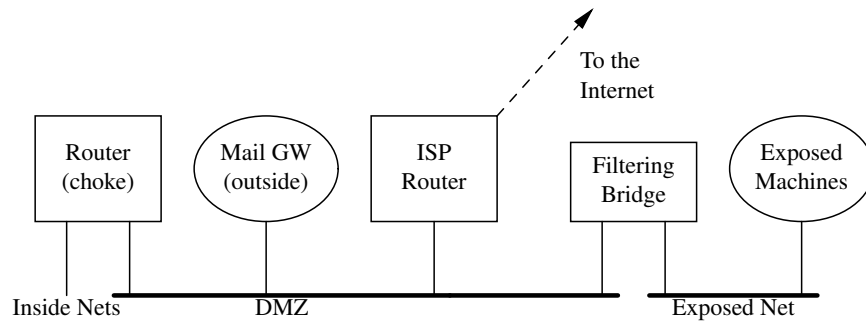 To the
Internet
Router
(choke)
Mail GW
(outside)
ISP
Router
Filtering
Bridge
Exposed
Machines
Inside Nets
DMZ
Exposed Net